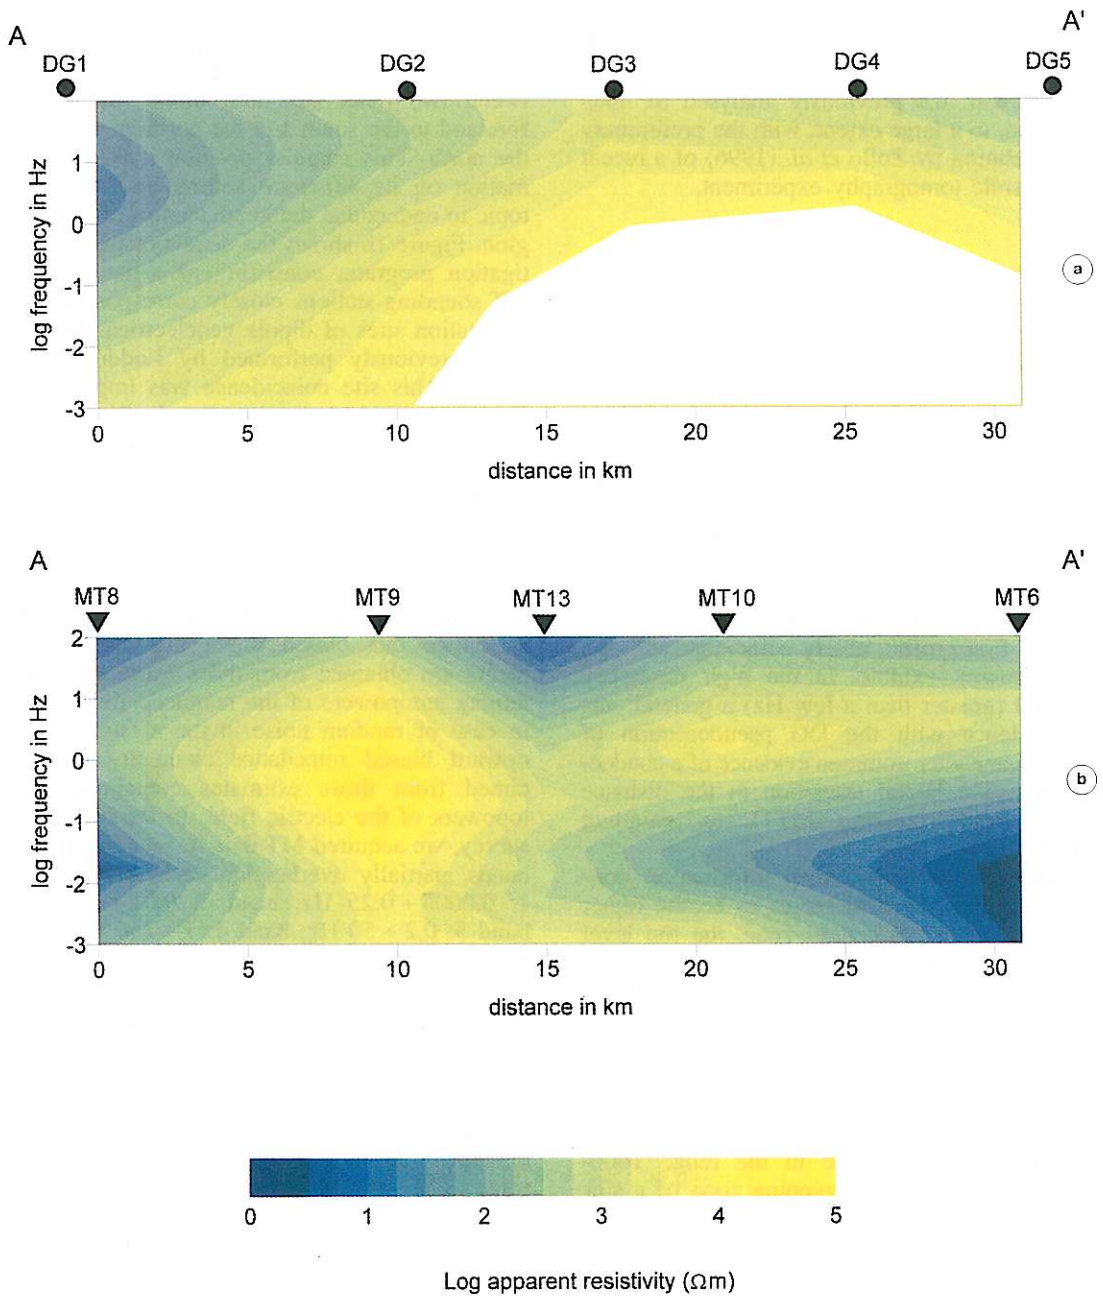 A A'
DG1 DG2 DG3 DG4 DG5
1
0
-1
-2
-3
log frequency in Hz
a
0 5 10 15 20 25 30
distance in km
A A'
MT8 MT9 MT13 MT10 MT6
2
1
0
-1
-2
-3
log frequency in Hz
b
0 5 10 15 20 25 30
distance in km
0 1 2 3 4 5
Log apparent resistivity (Ωm)